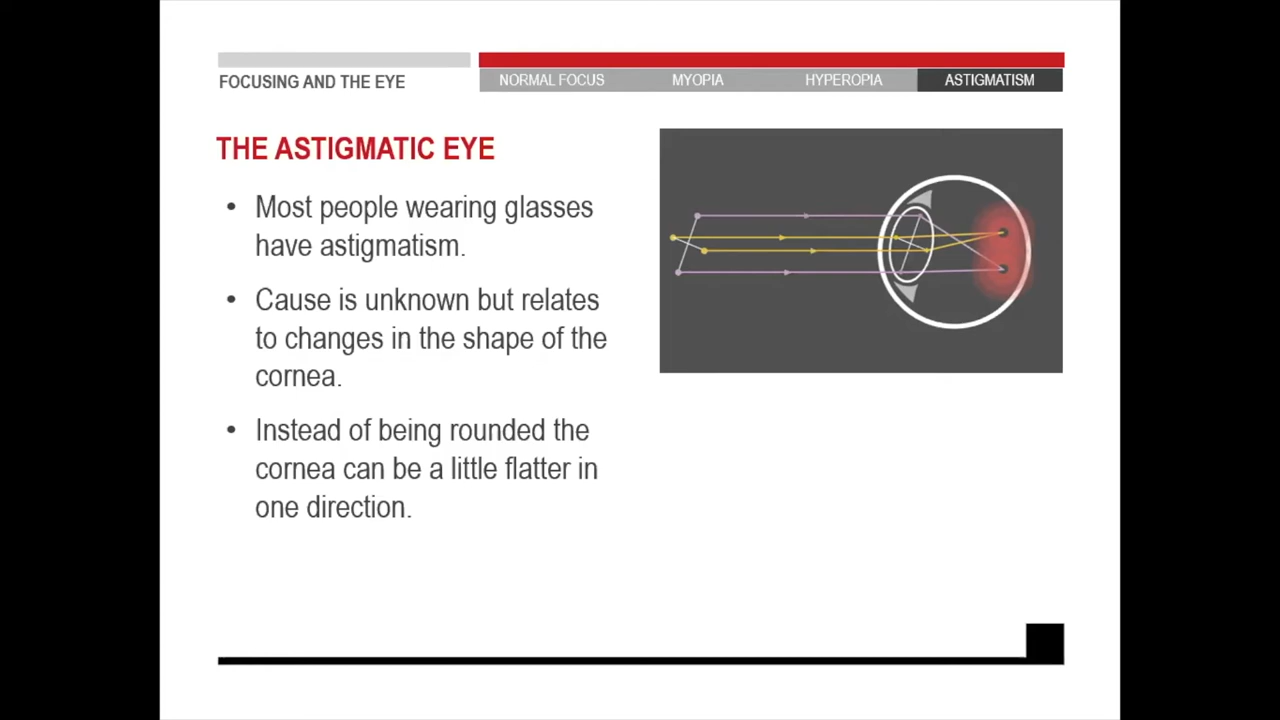 FOCUSING AND THE EYE
NORMAL FOCUS
MYOPIA
HYPEROPIA
ASTIGMATISM
THE ASTIGMATIC EYE
• Most people wearing glasses
have astigmatism.
• Cause is unknown but relates
to changes in the shape of the
cornea.
• Instead of being rounded the
cornea can be a little flatter in
one direction.